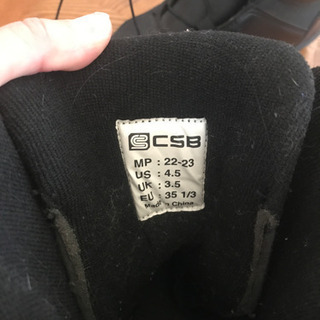 CSB
MP : 22-23
US : 4.5
UK : 3.5
EU : 35 1/3
Made in China